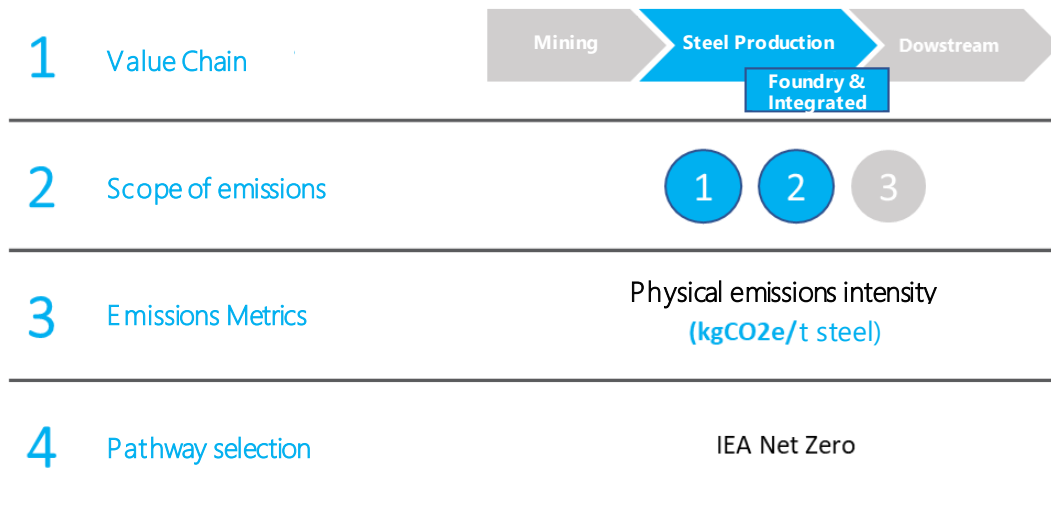 1
Value Chain
Mining
Steel Production
Dowstream
Foundry &
Integrated
2
Scope of emissions
1
2
3
3
Emissions Metrics
Physical emissions intensity
(kgCO2e/t steel)
4
Pathway selection
IEA Net Zero